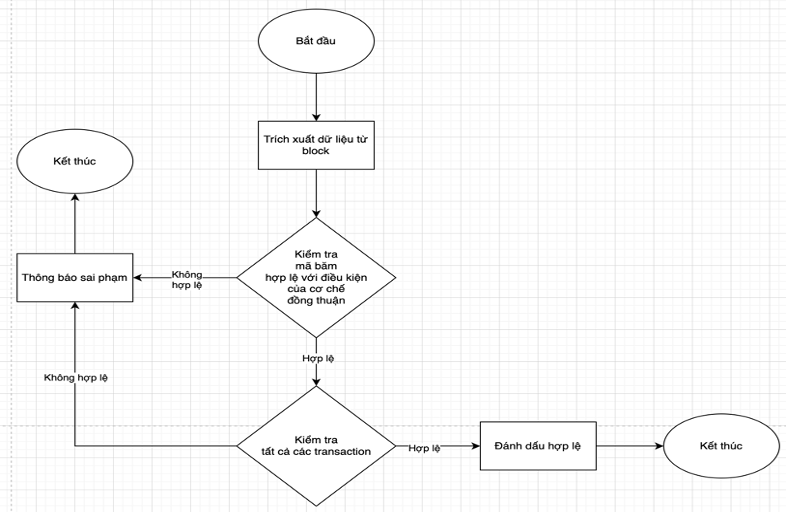 Bắt đầu
Trích xuất dữ liệu từ
block
Kết thúc
Kiểm tra
mã băm
hợp lệ với điều kiện
của cơ chế
đồng thuận
Thông báo sai phạm
Không
hợp lệ
Hợp lệ
Không hợp lệ
Kiểm tra
tất cả các transaction
Hợp lệ
Đánh dấu hợp lệ
Kết thúc